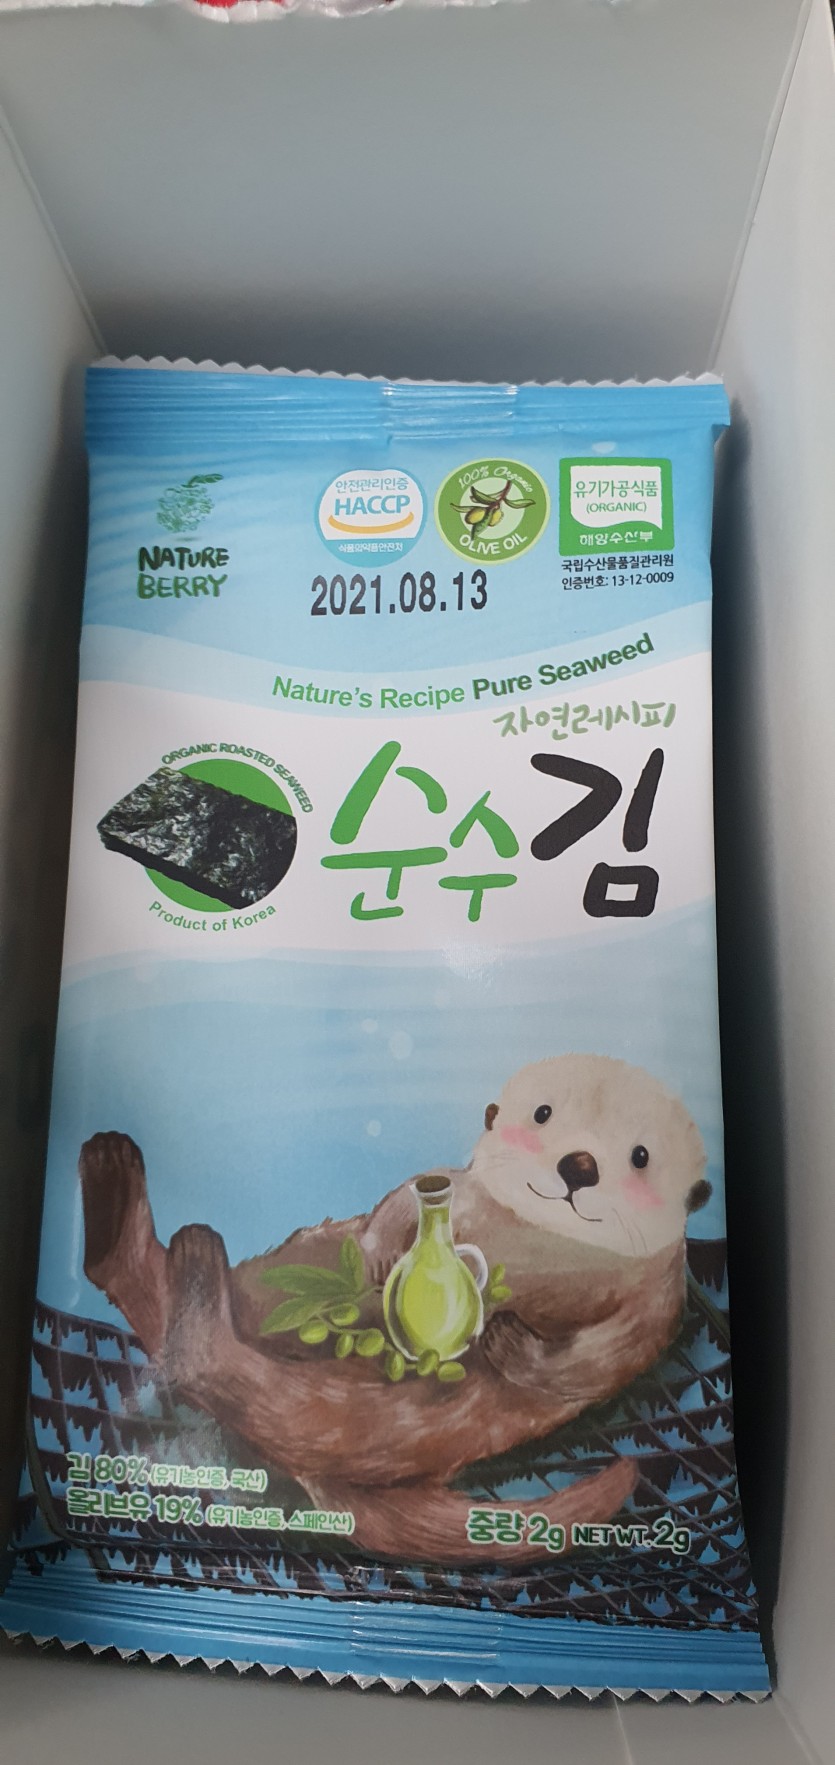 NATURE
BERRY
안전관리인증
HACCP
식품의약품안전처
100% Organic
OLIVE OIL
유기가공식품
(ORGANIC)
해양수산부
국립수산물품질관리원
인증번호: 13-12-0009
2021.08.13
Nature's Recipe Pure Seaweed
자연레시피
순수김
ORGANIC ROASTED SEAWEED
Product of Korea
김 80% (유기농인증, 국산)
올리브유 19% (유기농인증, 스페인산)
중량 2g NET WT. 2g